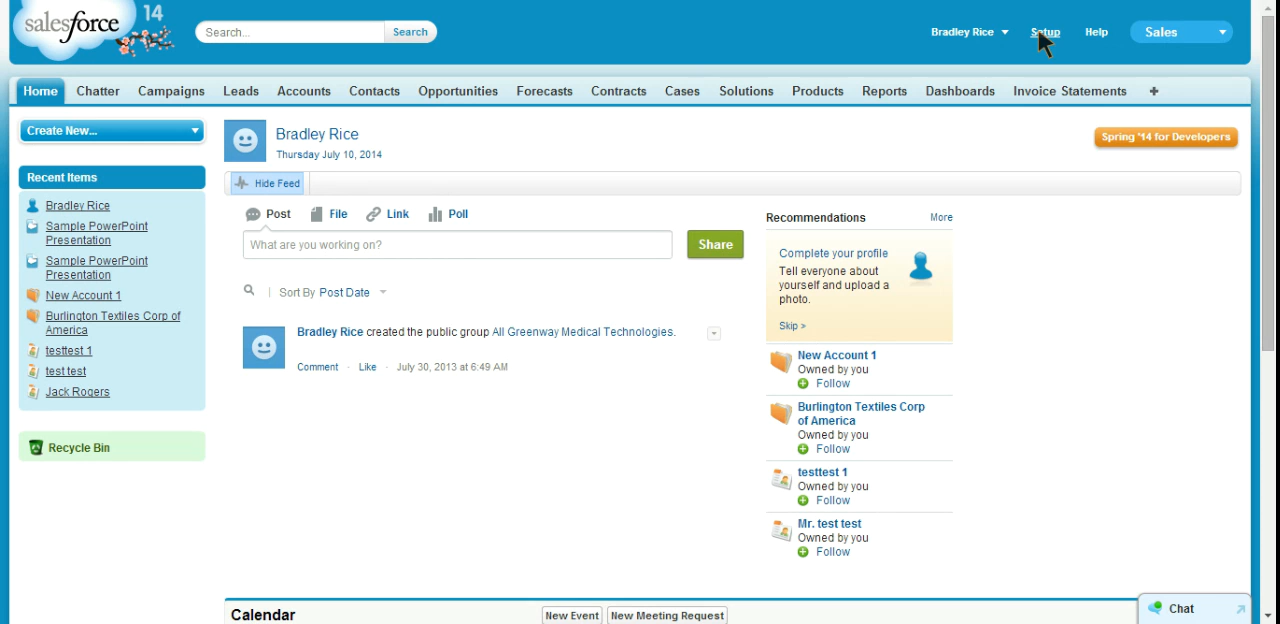 salesforce
14
Search...
Search
Bradley Rice
Setup
Help
Sales
Home
Chatter
Campaigns
Leads
Accounts
Contacts
Opportunities
Forecasts
Contracts
Cases
Solutions
Products
Reports
Dashboards
Invoice Statements
Create New...
Recent Items
Bradley Rice
Sample PowerPoint
Presentation
Sample PowerPoint
Presentation
New Account 1
Burlington Textiles Corp of
America
testtest 1
test test
Jack Rogers
Recycle Bin
Bradley Rice
Thursday July 10, 2014
Spring '14 for Developers
Hide Feed
Post
File
Link
Poll
What are you working on?
Share
Sort By Post Date
Bradley Rice created the public group All Greenway Medical Technologies.
Comment · Like · July 30, 2013 at 6:49 AM
Recommendations
More
Complete your profile
Tell everyone about
yourself and upload a
photo.
Skip >
New Account 1
Owned by you
Follow
Burlington Textiles Corp
of America
Owned by you
Follow
testtest 1
Owned by you
Follow
Mr. test test
Owned by you
Follow
Calendar
New Event
New Meeting Request
Chat